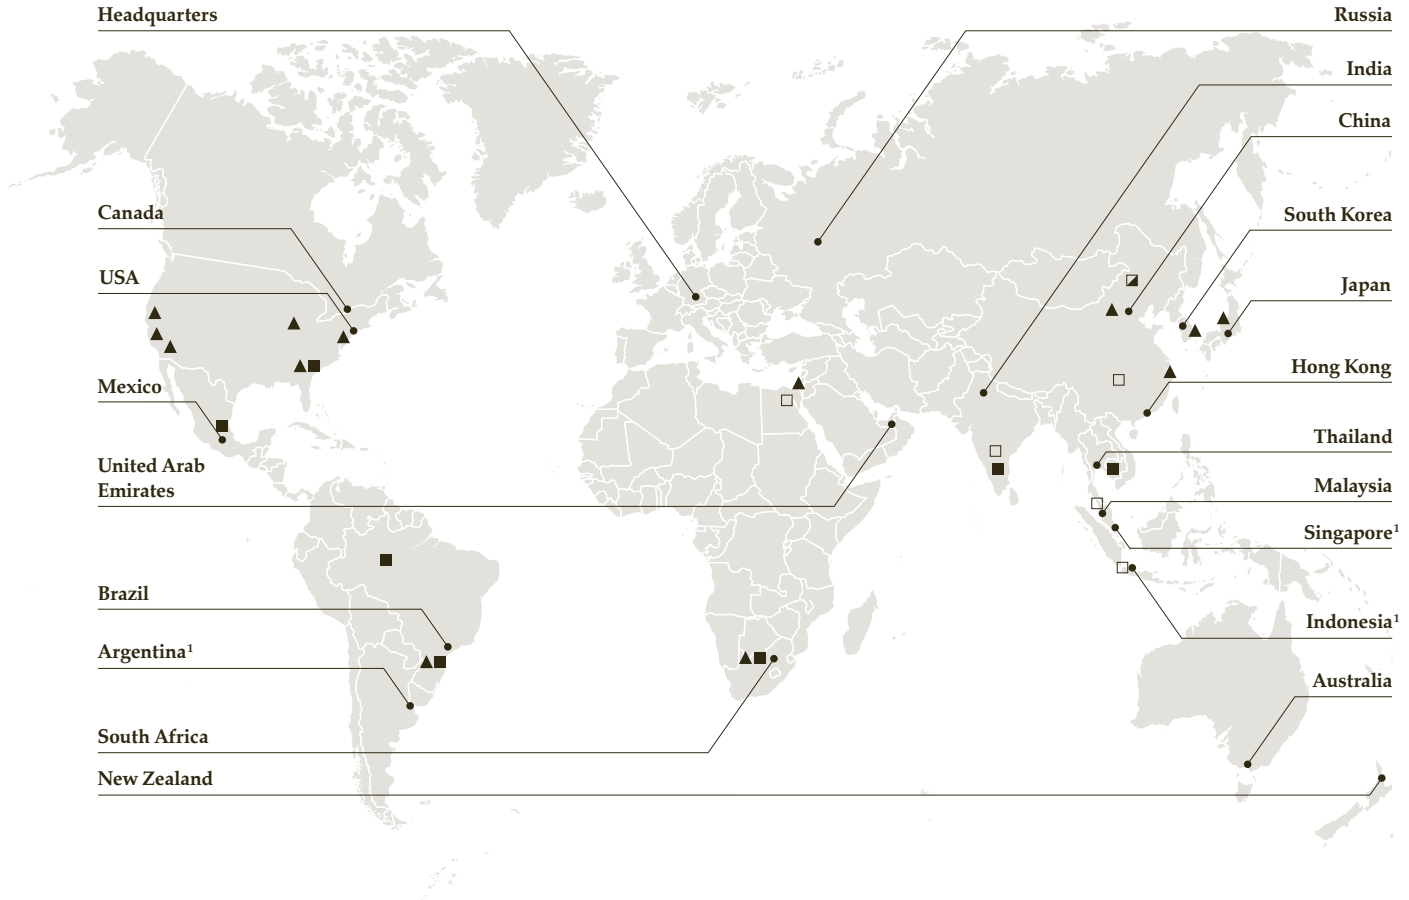 Headquarters
Russia
India
China
Canada
South Korea
USA
Japan
Hong Kong
Mexico
Thailand
United Arab
Emirates
Malaysia
Singapore¹
Brazil
Indonesia¹
Argentina¹
Australia
South Africa
New Zealand